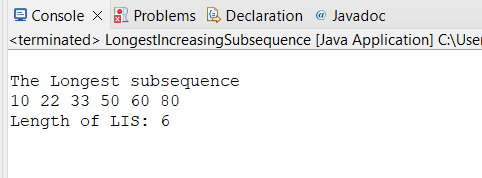 Console Problems Declaration @ Javadoc
<terminated> LongestIncreasingSubsequence [Java Application] C:\User
The Longest subsequence
10 22 33 50 60 80
Length of LIS: 6